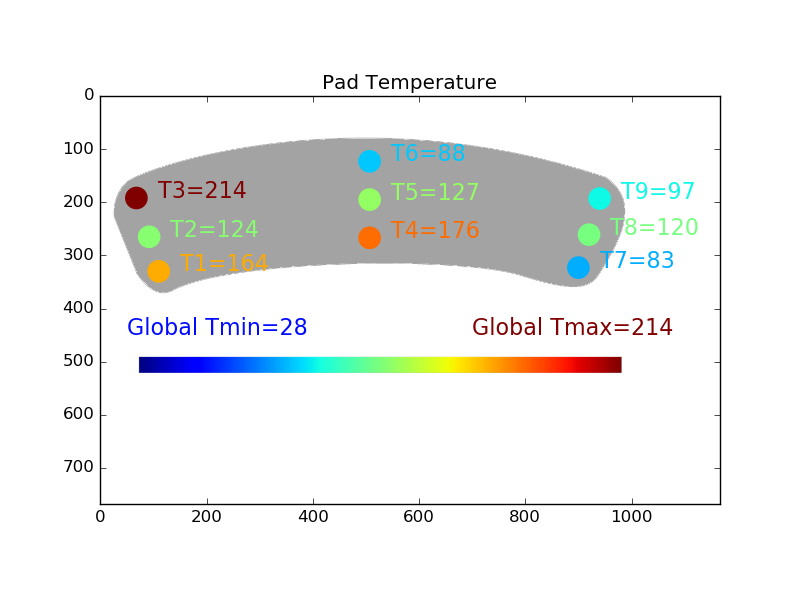 Pad Temperature
0
100
T6=88
T3=214
T5=127
T9=97
200
T2=124
T4=176
T8=120
T1=164
T7=83
300
400
Global Tmin=28
Global Tmax=214
500
600
700
0
200
400
600
800
1000